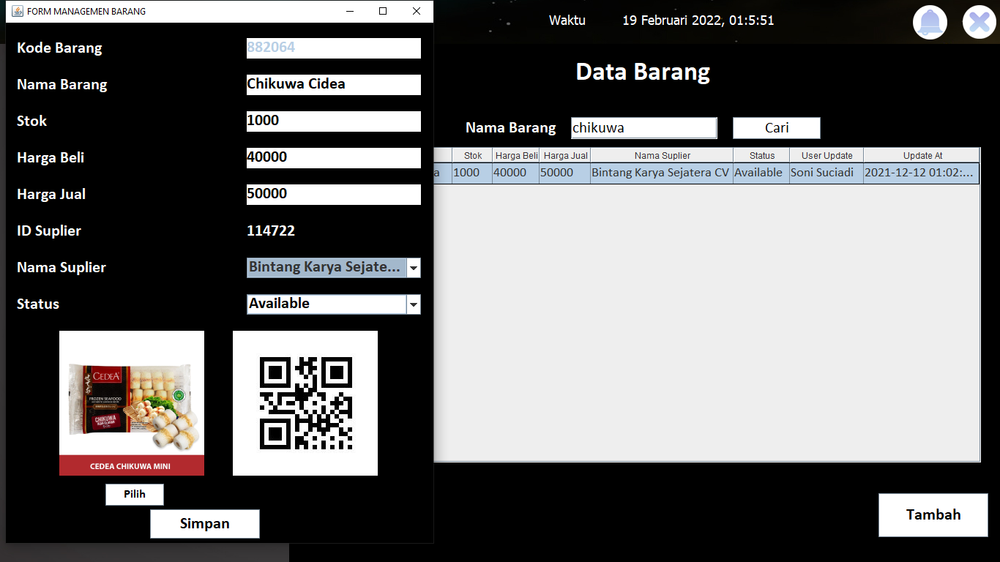 FORM MANAGEMEN BARANG
Kode Barang 882064
Nama Barang Chikuwa Cidea
Stok 1000
Harga Beli 40000
Harga Jual 50000
ID Suplier 114722
Nama Suplier Bintang Karya Sejate...
Status Available
CEDEA
FROZEN SEAFOOD
CHIKUWA
CEDEA CHIKUWA MINI
Pilih
Simpan
Waktu 19 Februari 2022, 01:5:51
Data Barang
Nama Barang chikuwa Cari
Stok Harga Beli Harga Jual Nama Suplier Status User Update Update At
a 1000 40000 50000 Bintang Karya Sejatera CV Available Soni Suciadi 2021-12-12 01:02:...
Tambah